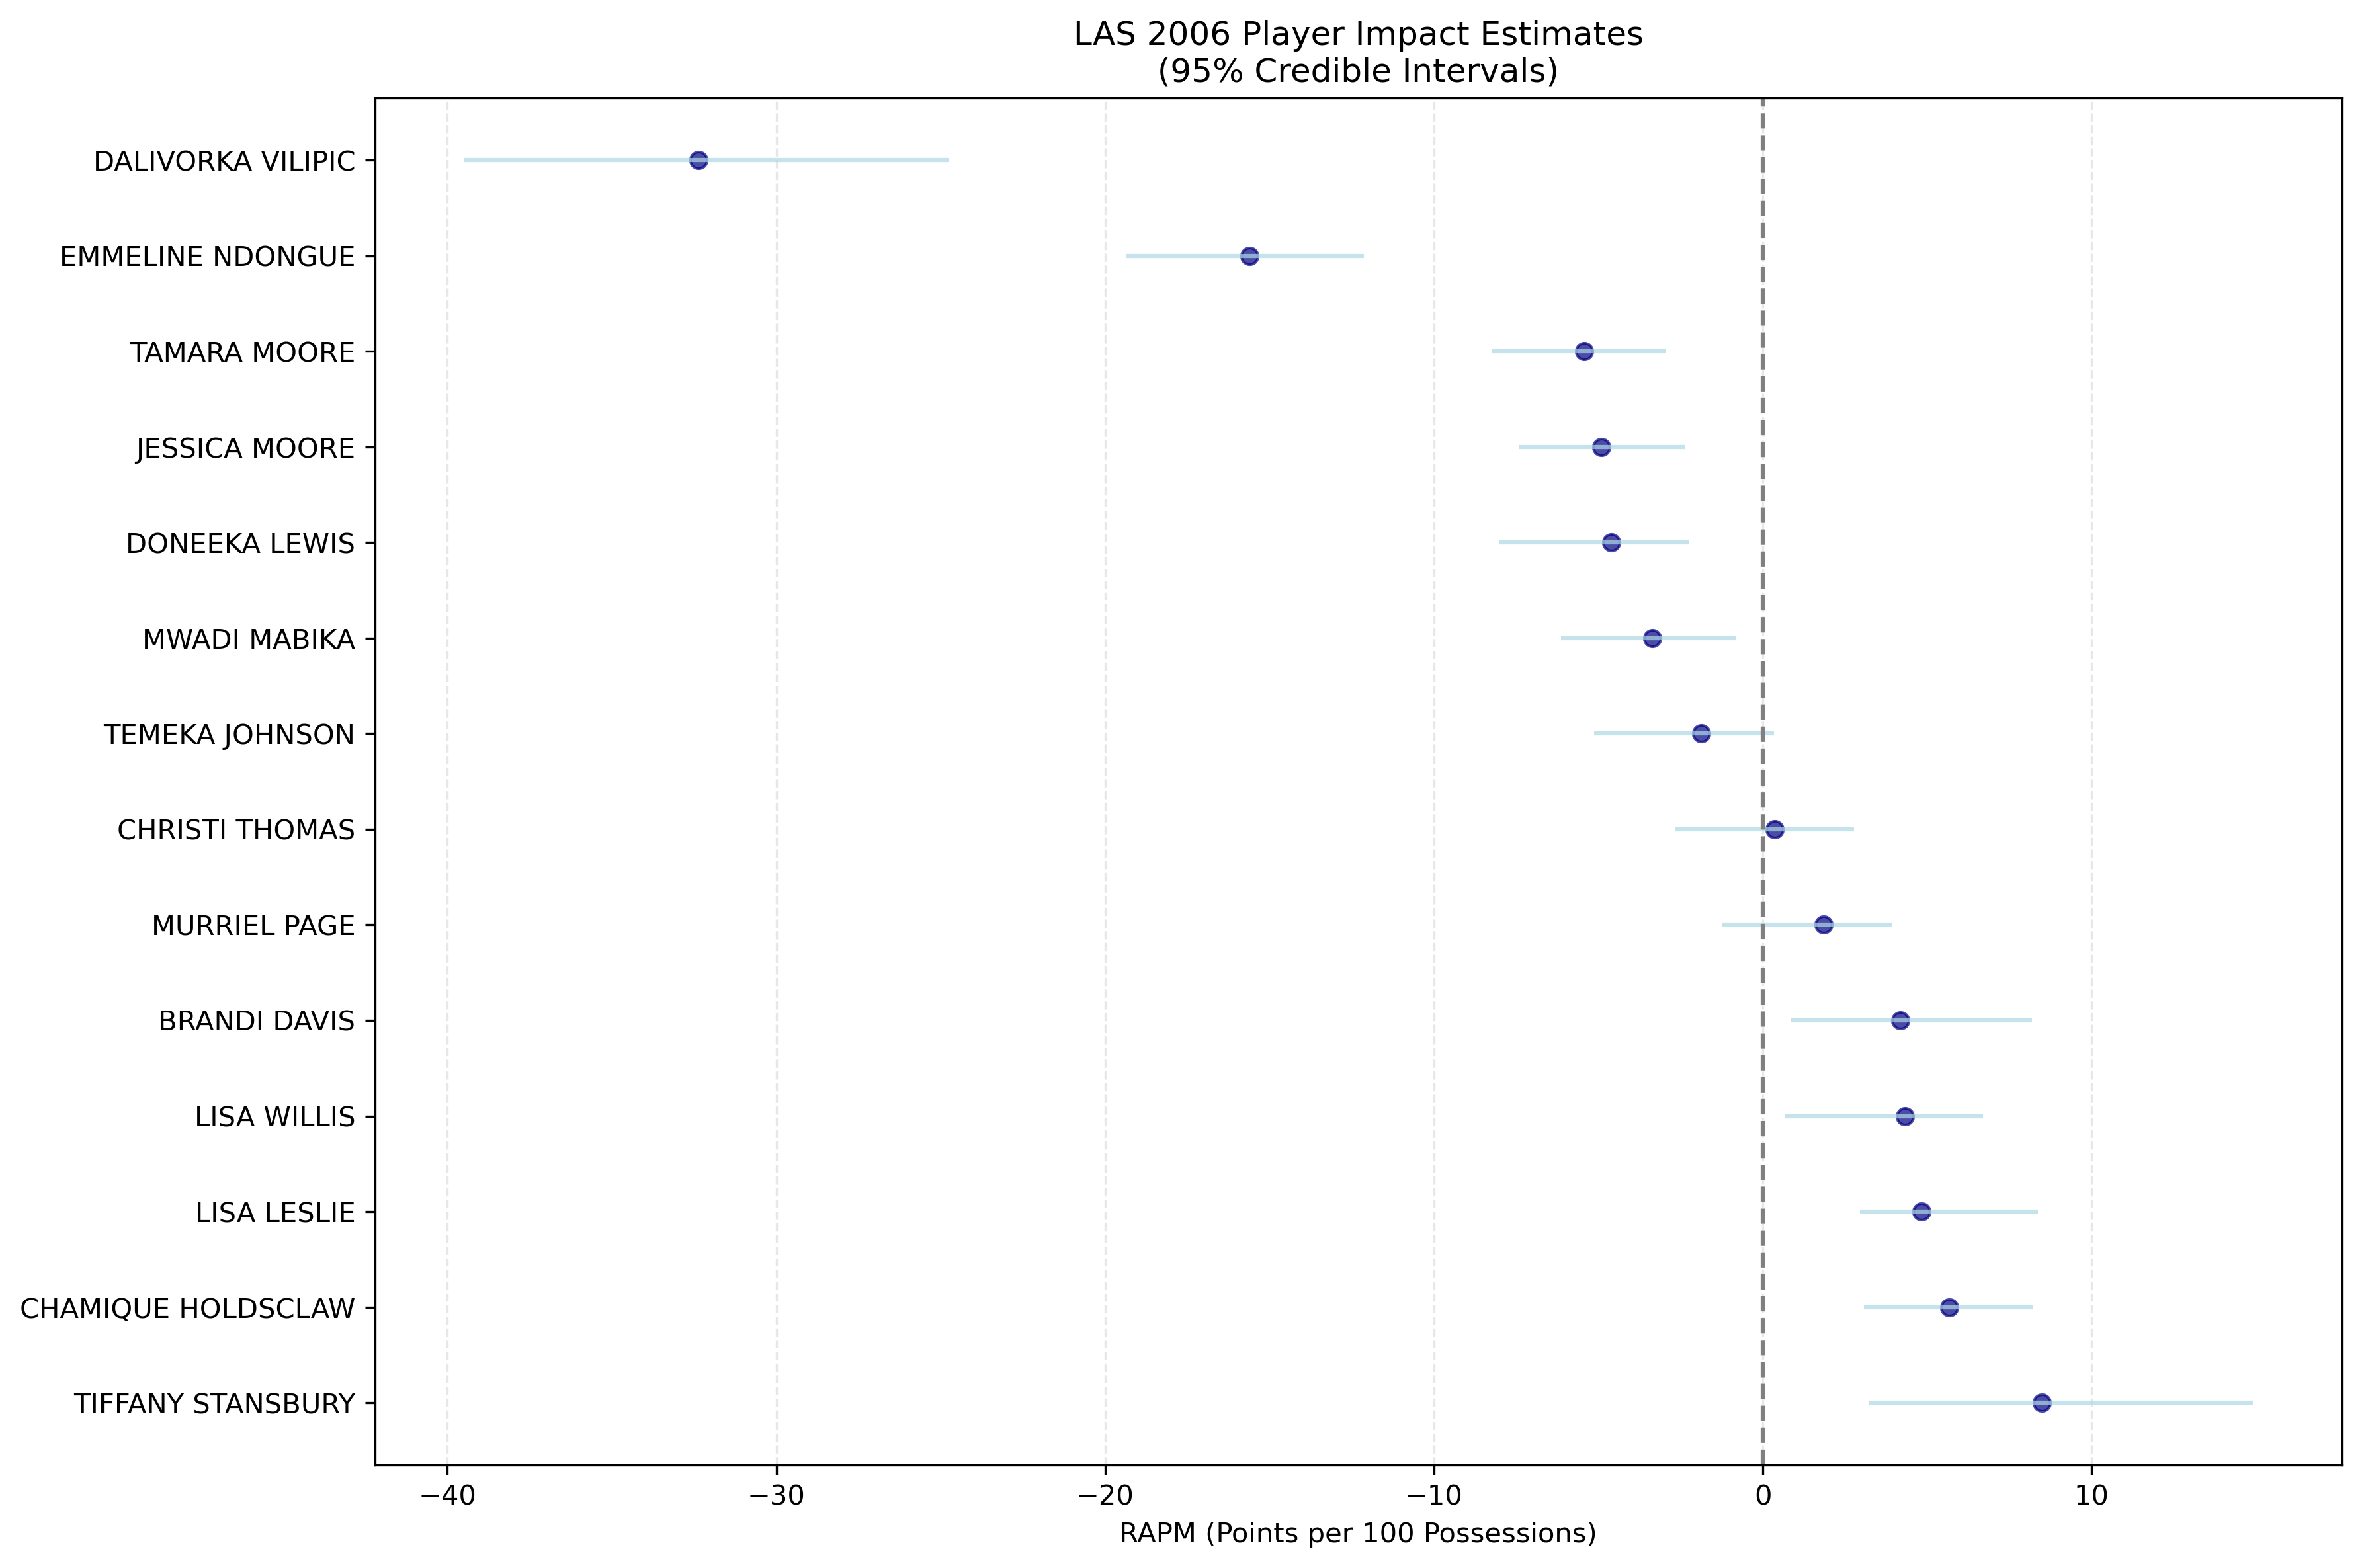 LAS 2006 Player Impact Estimates
(95% Credible Intervals)
DALIVORKA VILIPIC
EMMELINE NDONGUE
TAMARA MOORE
JESSICA MOORE
DONEEKA LEWIS
MWADI MABIKA
TEMEKA JOHNSON
CHRISTI THOMAS
MURRIEL PAGE
BRANDI DAVIS
LISA WILLIS
LISA LESLIE
CHAMIQUE HOLDSCLAW
TIFFANY STANSBURY
−40 −30 −20 −10 0 10
RAPM (Points per 100 Possessions)